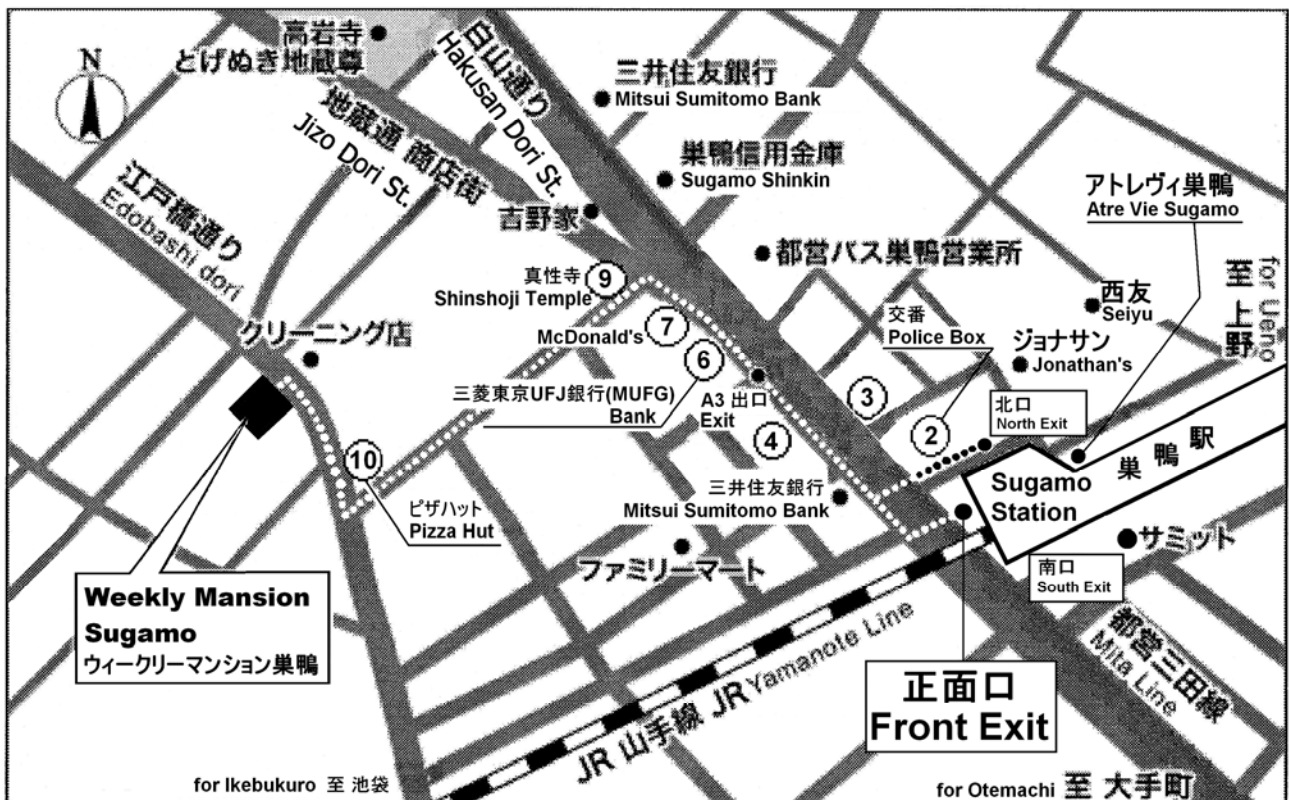 N
高岩寺
とげぬき地蔵尊
白山通り
Hakusan Dori St.
三井住友銀行
Mitsui Sumitomo Bank
地蔵通 商店街
Jizo Dori St.
巣鴨信用金庫
Sugamo Shinkin
江戸橋通り
Edobashi dori
吉野家
アトレヴィ巣鴨
Atre Vie Sugamo
都営バス巣鴨営業所
for Ueno
至 上野
真性寺
Shinshoji Temple
9
西友
Seiyu
交番
Police Box
クリーニング店
McDonald's
7
ジョナサン
Jonathan's
6
三菱東京UFJ銀行(MUFG)
Bank
A3 出口
Exit
3
北口
North Exit
4
2
巣鴨駅
10
ピザハット
Pizza Hut
三井住友銀行
Mitsui Sumitomo Bank
Sugamo
Station
サミット
ファミリーマート
南口
South Exit
Weekly Mansion
Sugamo
ウィークリーマンション巣鴨
都営三田線
Mita Line
正面口
Front Exit
JR 山手線 JR Yamanote Line
for Ikebukuro 至 池袋
for Otemachi 至 大手町